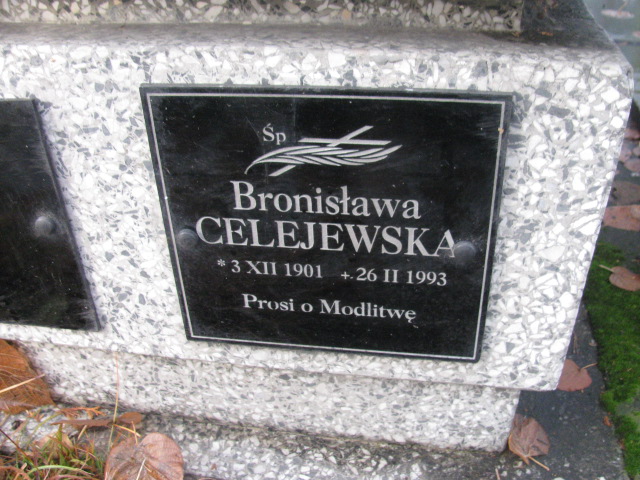 Śp
Bronisława
CELEJEWSKA
* 3 XII 1901 + 26 II 1993
Prosi o Modlitwę